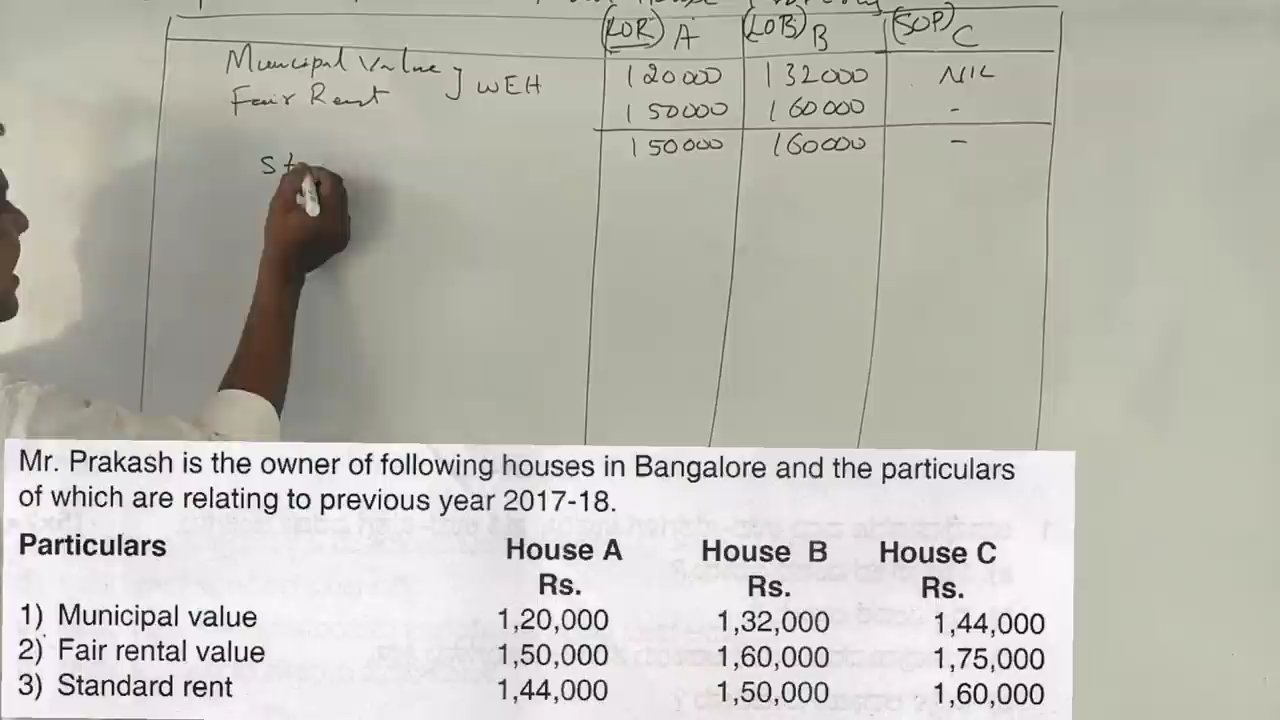 (LOR) A (LOB) B (SOP) C
Municipal Value } WEH 120000 132000 NIL
Fair Rent 150000 160000 -
150000 160000 -
St
Mr. Prakash is the owner of following houses in Bangalore and the particulars
of which are relating to previous year 2017-18.
Particulars House A House B House C
Rs. Rs. Rs.
1) Municipal value 1,20,000 1,32,000 1,44,000
2) Fair rental value 1,50,000 1,60,000 1,75,000
3) Standard rent 1,44,000 1,50,000 1,60,000